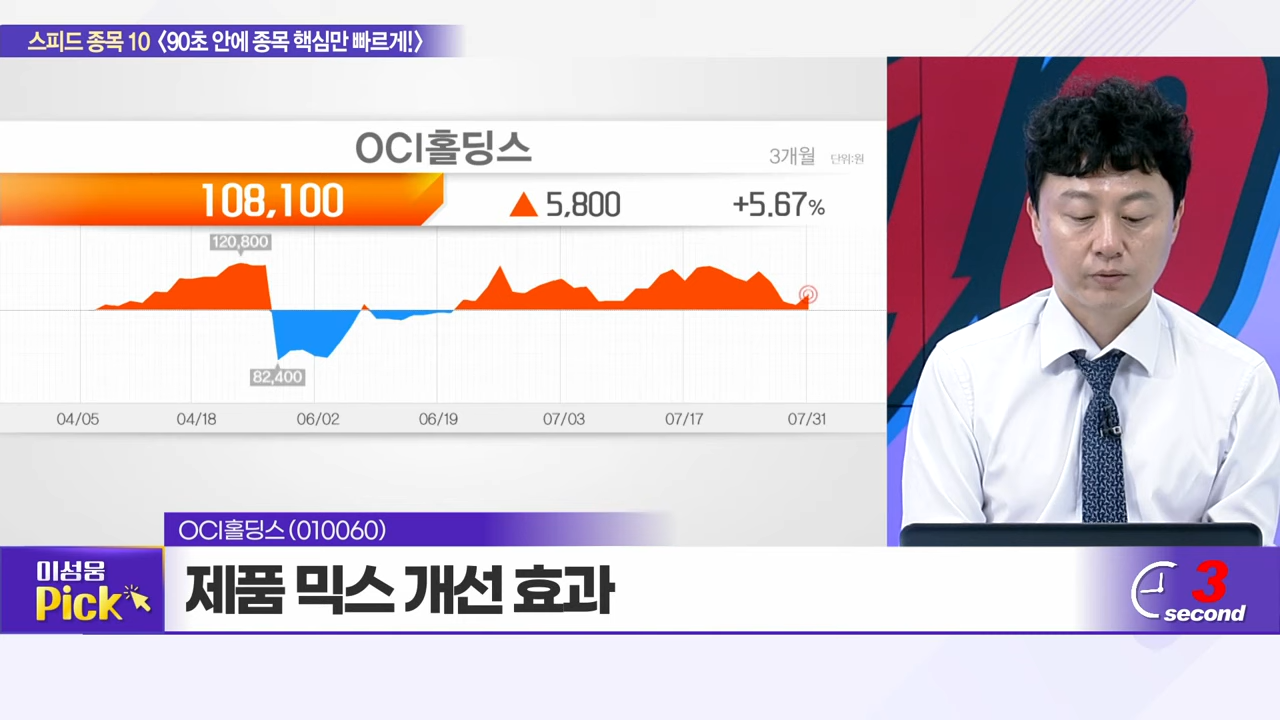 스피드 종목 10 〈90초 안에 종목 핵심만 빠르게!〉
OCI홀딩스
3개월 단위:원
108,100 ▲ 5,800 +5.67%
120,800
82,400
04/05 04/18 06/02 06/19 07/03 07/17 07/31
OCI홀딩스(010060)
이성웅
Pick
제품 믹스 개선 효과
3
second
10